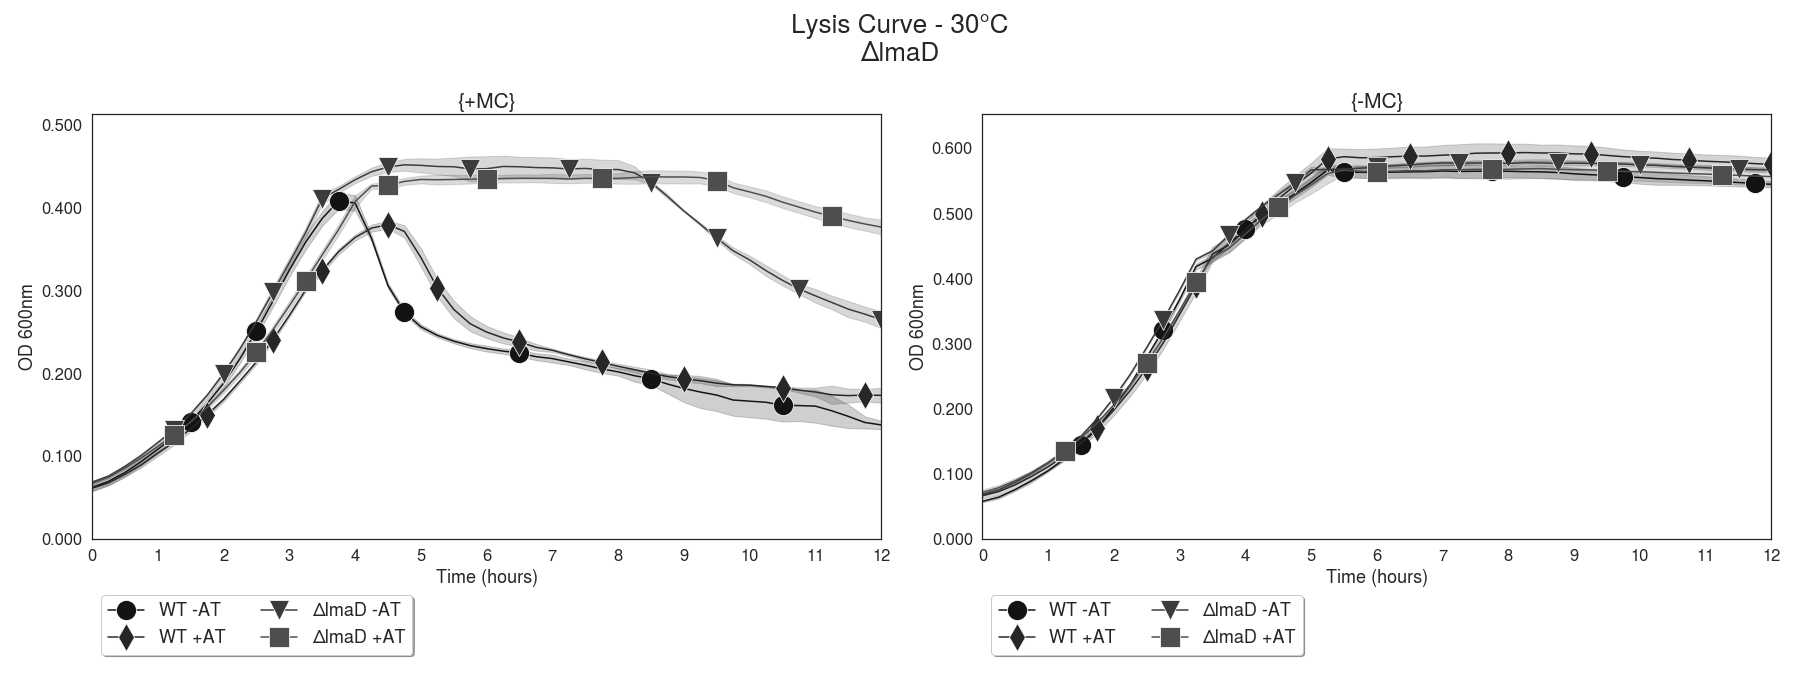 Lysis Curve - 30°C
ΔlmaD
{+MC}
OD 600nm
0.500
0.400
0.300
0.200
0.100
0.000
0 1 2 3 4 5 6 7 8 9 10 11 12
Time (hours)
WT -AT
WT +AT
ΔlmaD -AT
ΔlmaD +AT
{-MC}
OD 600nm
0.600
0.500
0.400
0.300
0.200
0.100
0.000
0 1 2 3 4 5 6 7 8 9 10 11 12
Time (hours)
WT -AT
WT +AT
ΔlmaD -AT
ΔlmaD +AT